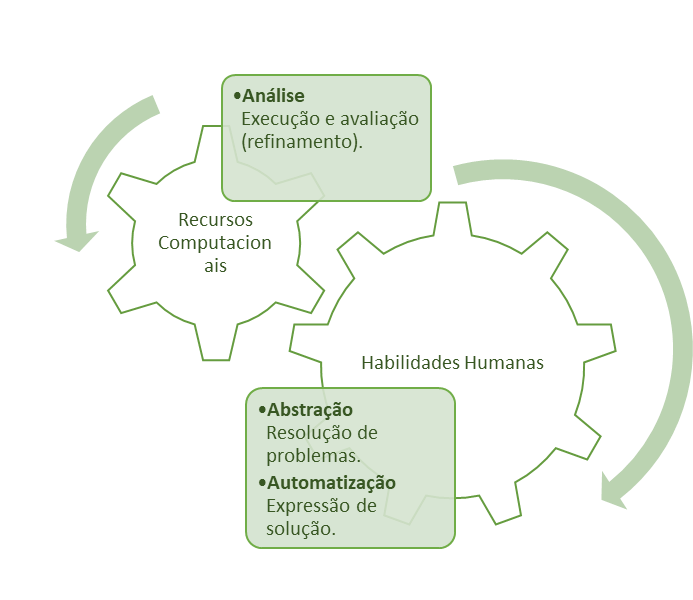 •Análise
Execução e avaliação
(refinamento).
Recursos
Computacion
ais
Habilidades Humanas
•Abstração
Resolução de
problemas.
•Automatização
Expressão de
solução.